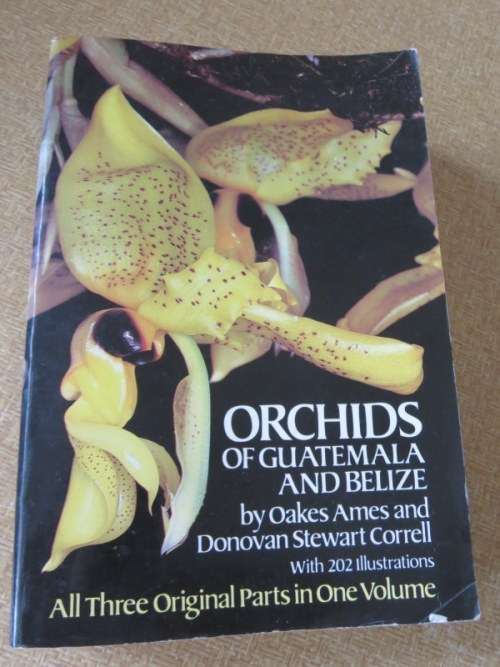 ORCHIDS
OF GUATEMALA
AND BELIZE
by Oakes Ames and
Donovan Stewart Correll
With 202 Illustrations
All Three Original Parts in One Volume